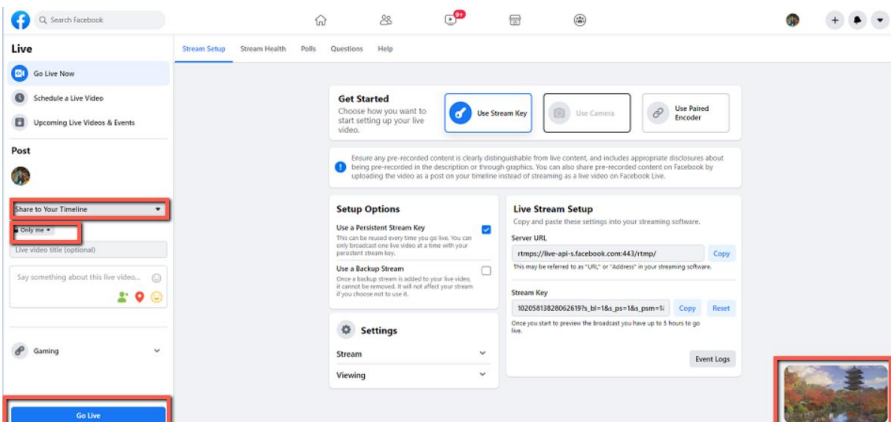 Search Facebook
9+
Live
Go Live Now
Schedule a Live Video
Upcoming Live Videos & Events
Post
Share to Your Timeline
Only me
Live video title (optional)
Say something about this live video...
Gaming
Go Live
Stream Setup Stream Health Polls Questions Help
Get Started
Choose how you want to
start setting up your live
video.
Use Stream Key
Use Camera
Use Paired
Encoder
Ensure any pre-recorded content is clearly distinguishable from live content, and includes appropriate disclosures about
being pre-recorded in the description or through graphics. You can also share pre-recorded content on Facebook by
uploading the video as a post on your timeline instead of streaming as a live video on Facebook Live.
Setup Options
Use a Persistent Stream Key
This can be reused every time you go live. You can
only broadcast one live video at a time with your
persistent stream key.
Use a Backup Stream
Once a backup stream is added to your live video,
it cannot be removed. It will not affect your stream
if you choose not to use it.
Settings
Stream
Viewing
Live Stream Setup
Copy and paste these settings into your streaming software.
Server URL
rtmps://live-api-s.facebook.com:443/rtmp/ Copy
This may be referred to as "URL" or "Address" in your streaming software.
Stream Key
10205813828062619?s_bl=1&s_ps=1&s_psm=1& Copy Reset
Once you start to preview the broadcast you have up to 5 hours to go
live.
Event Logs